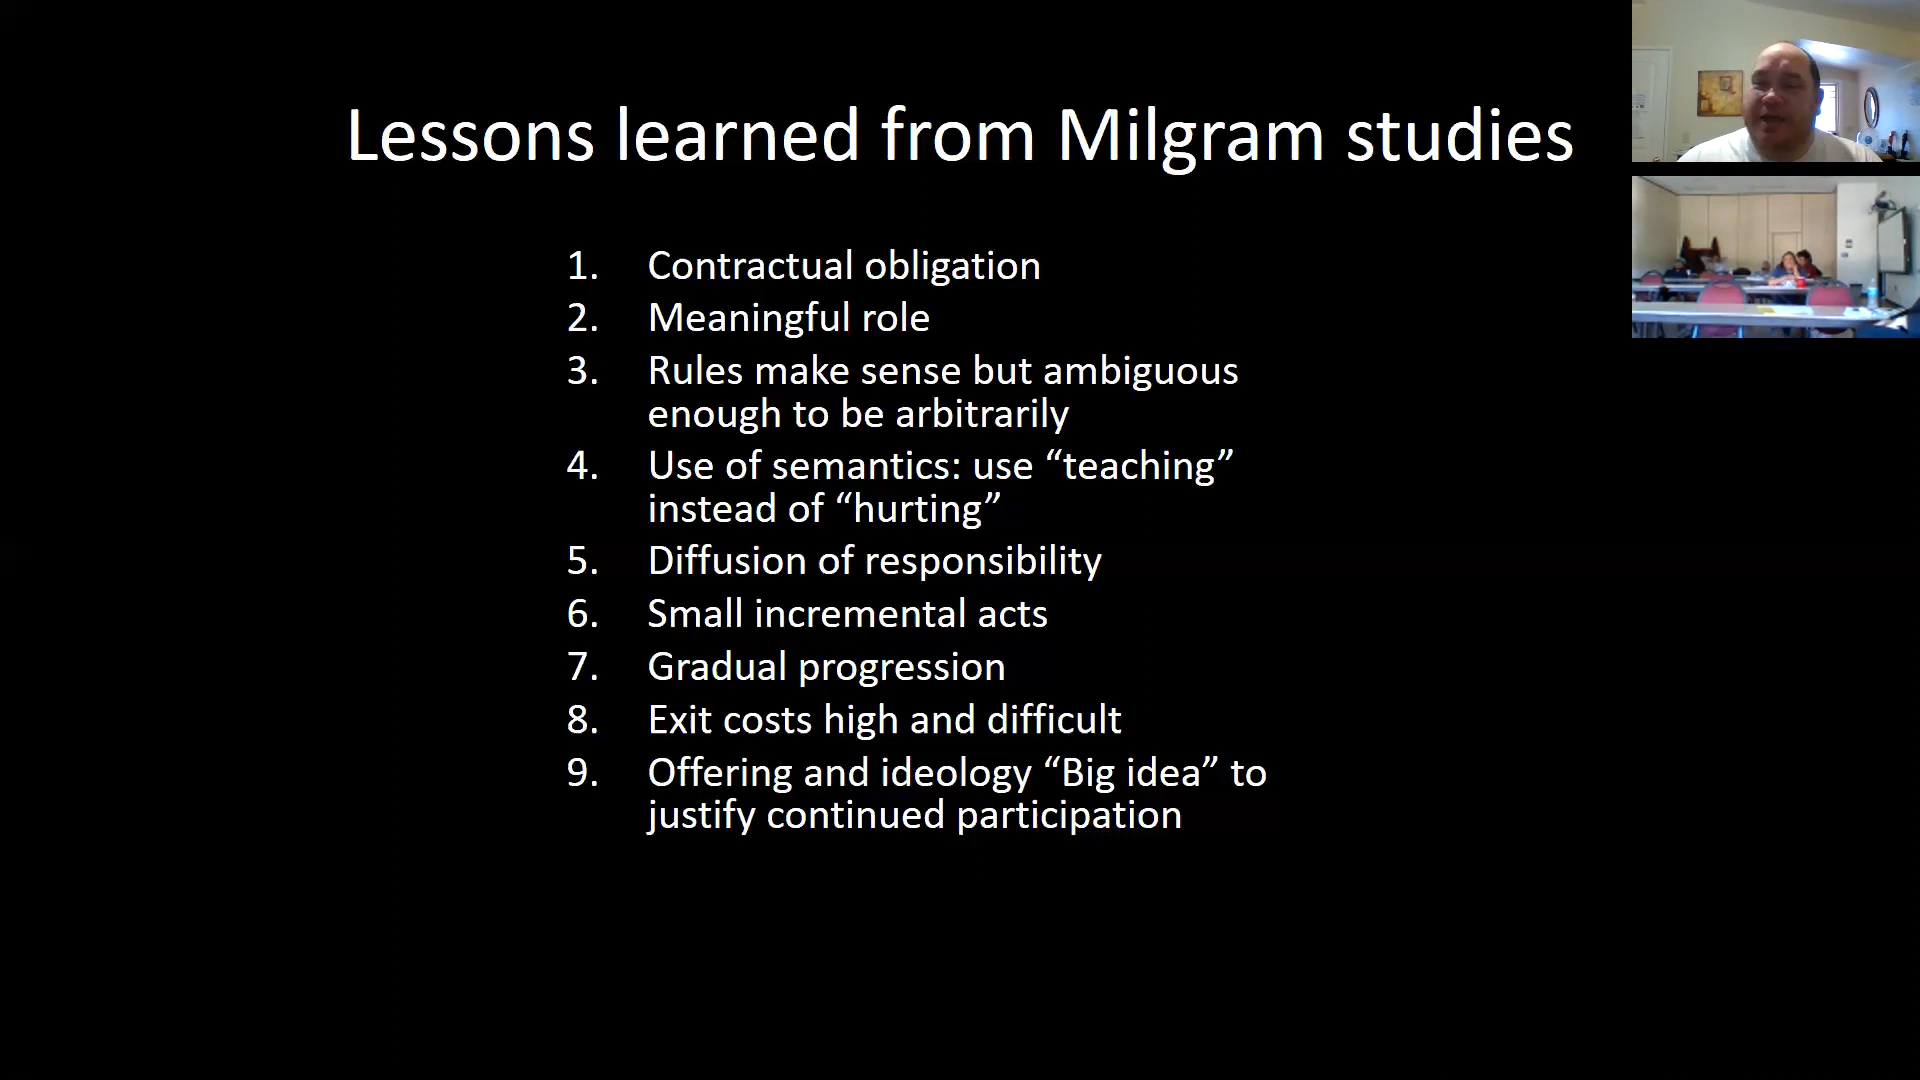 Lessons learned from Milgram studies
1. Contractual obligation
2. Meaningful role
3. Rules make sense but ambiguous
enough to be arbitrarily
4. Use of semantics: use “teaching”
instead of “hurting”
5. Diffusion of responsibility
6. Small incremental acts
7. Gradual progression
8. Exit costs high and difficult
9. Offering and ideology “Big idea” to
justify continued participation